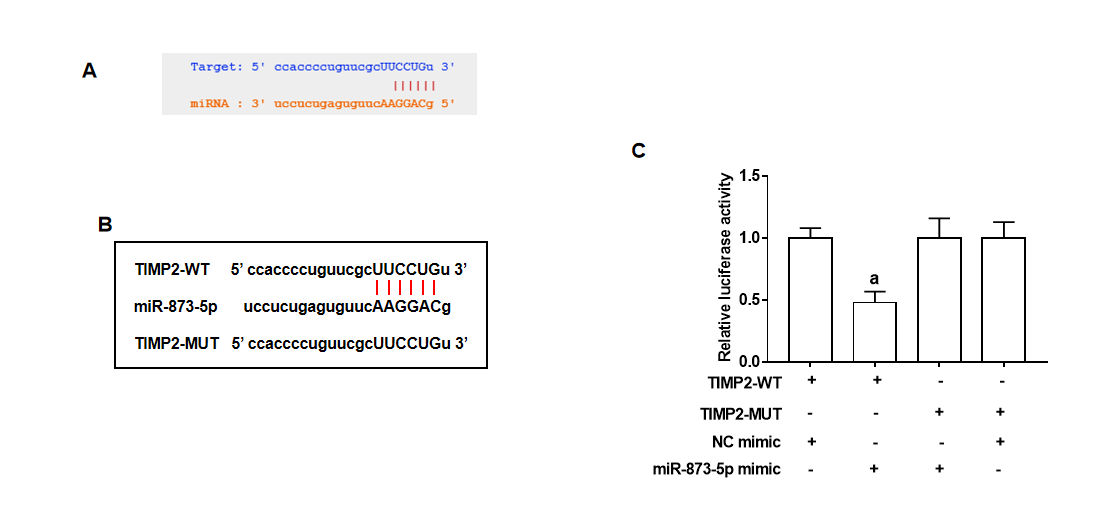 A
Target: 5' ccaccccuguucgcUUCCUGu 3'
miRNA : 3' uccucugaguguucAAGGACg 5'
B
TIMP2-WT 5’ ccaccccuguucgcUUCCUGu 3’
miR-873-5p uccucugaguguucAAGGACg
TIMP2-MUT 5’ ccaccccuguucgcUUCCUGu 3’
C
Relative luciferase activity
1.5
1.0
0.5
0.0
a
TIMP2-WT + + - -
TIMP2-MUT - - + +
NC mimic + - - +
miR-873-5p mimic - + + -